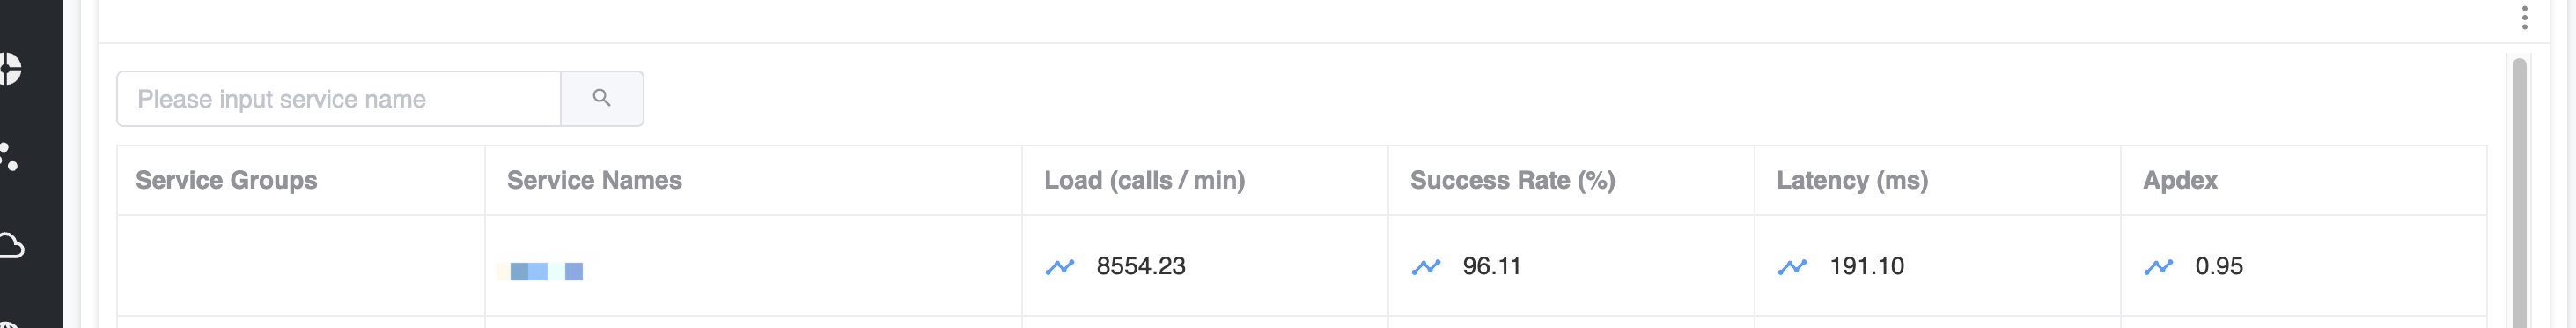 Please input service name
Service Groups Service Names Load (calls / min) Success Rate (%) Latency (ms) Apdex
8554.23 96.11 191.10 0.95